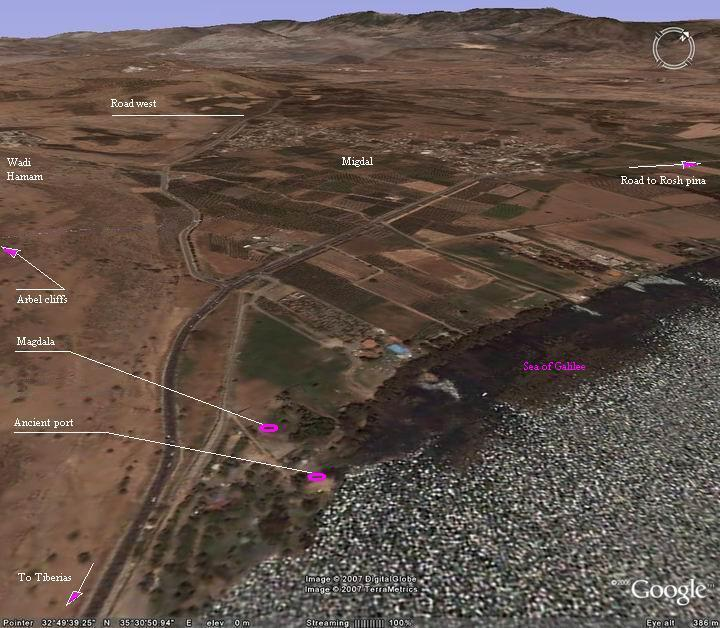 N
Road west
Wadi
Hamam
Migdal
Road to Rosh pina
Arbel cliffs
Magdala
Sea of Galilee
Ancient port
To Tiberias
Image © 2007 DigitalGlobe
Image © 2007 TerraMetrics
©2006 Google™
Pointer 32°49'39.25" N 35°30'50.94" E elev 0 m Streaming |||||||||| 100% Eye alt 386 m